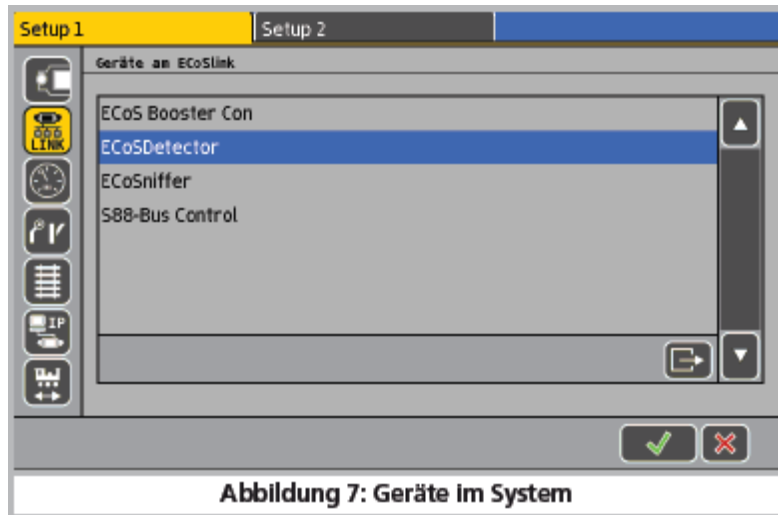 Setup 1
Setup 2
Geräte am ECoSlink
ECoS Booster Con
LINK
ECoSDetector
ECoSniffer
S88-Bus Control
IP
Abbildung 7: Geräte im System